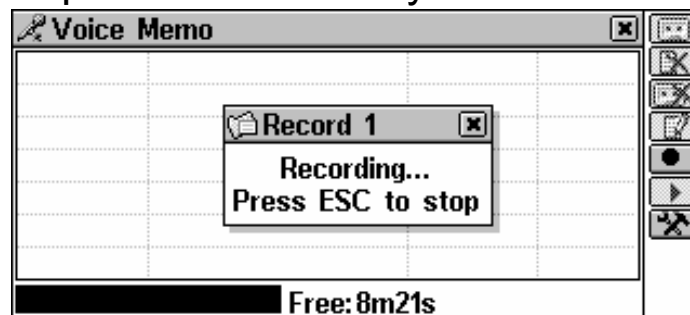 Voice Memo
Record 1
Recording...
Press ESC to stop
Free: 8m21s